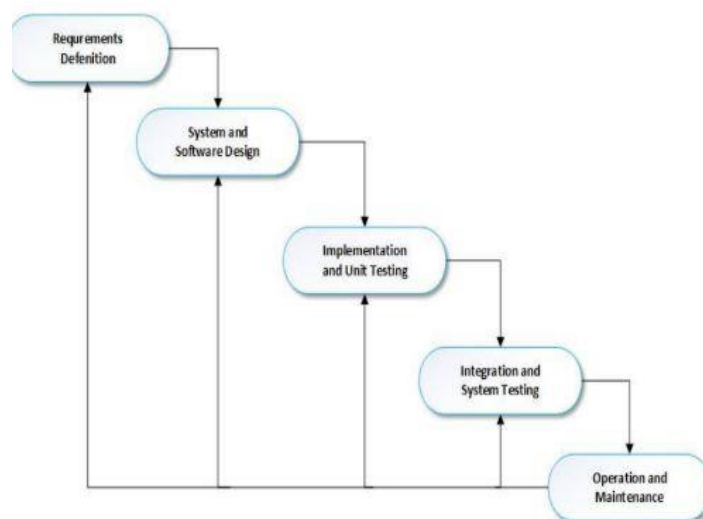 Requrements
Defenition
System and
Software Design
Implementation
and Unit Testing
Integration and
System Testing
Operation and
Maintenance